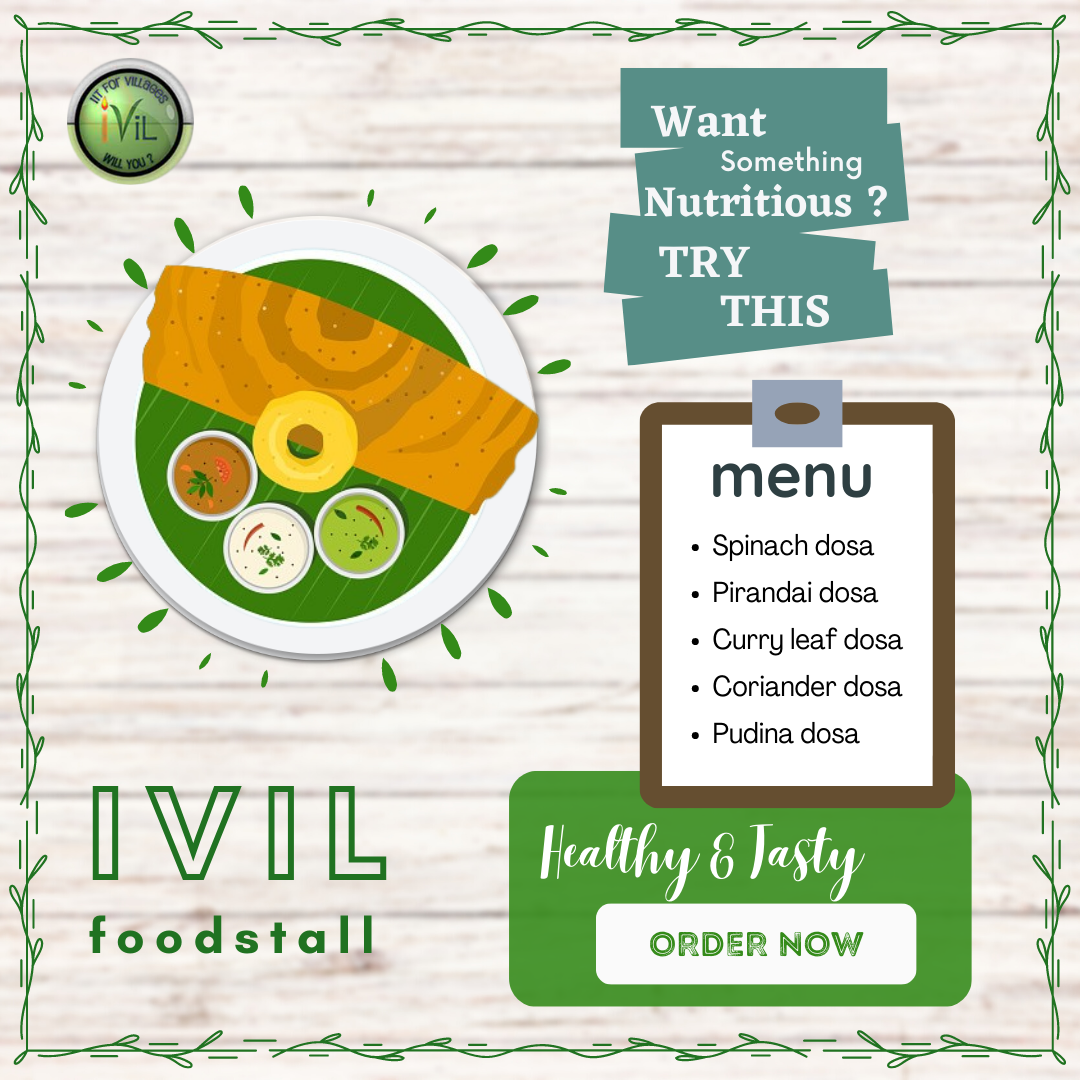 IIT FOR VILLAGES
iViL
WILL YOU ?
Want
Something
Nutritious ?
TRY
THIS
menu
• Spinach dosa
• Pirandai dosa
• Curry leaf dosa
• Coriander dosa
• Pudina dosa
IVIL
foodstall
Healthy & Tasty
ORDER NOW